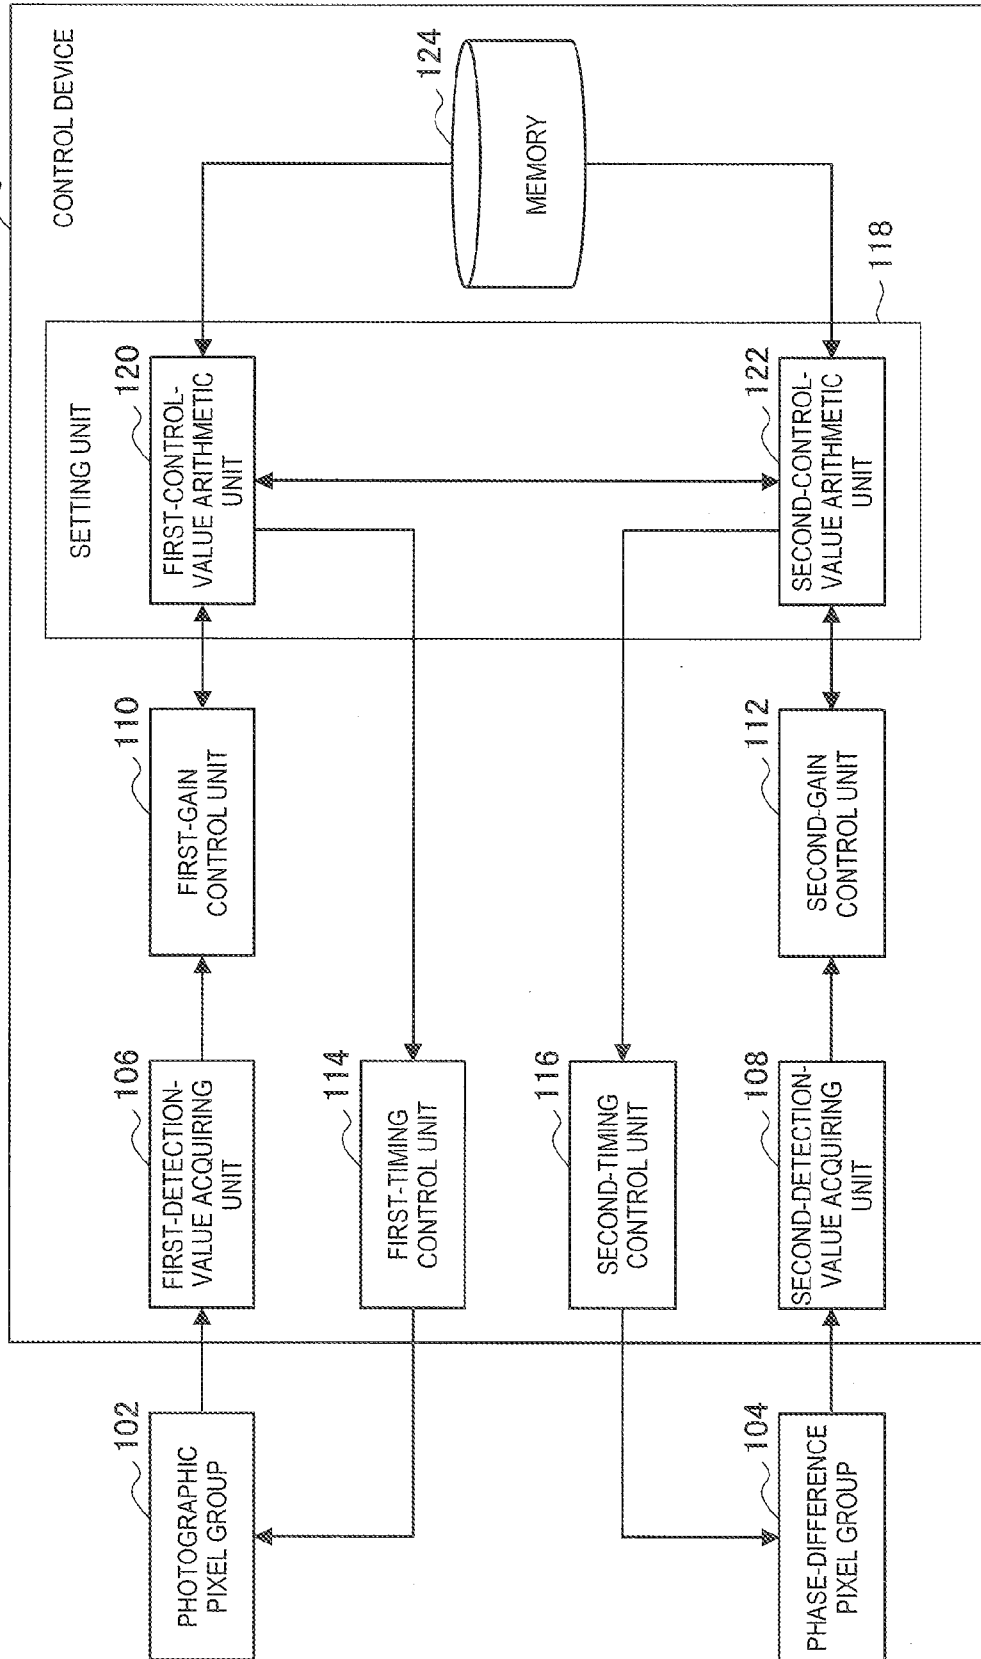 CONTROL DEVICE
SETTING UNIT
102
PHOTOGRAPHIC
PIXEL GROUP
106
FIRST-DETECTION-
VALUE ACQUIRING
UNIT
110
FIRST-GAIN
CONTROL UNIT
120
FIRST-CONTROL-
VALUE ARITHMETIC
UNIT
114
FIRST-TIMING
CONTROL UNIT
124
MEMORY
116
SECOND-TIMING
CONTROL UNIT
104
PHASE-DIFFERENCE
PIXEL GROUP
108
SECOND-DETECTION-
VALUE ACQUIRING
UNIT
112
SECOND-GAIN
CONTROL UNIT
122
SECOND-CONTROL-
VALUE ARITHMETIC
UNIT
118